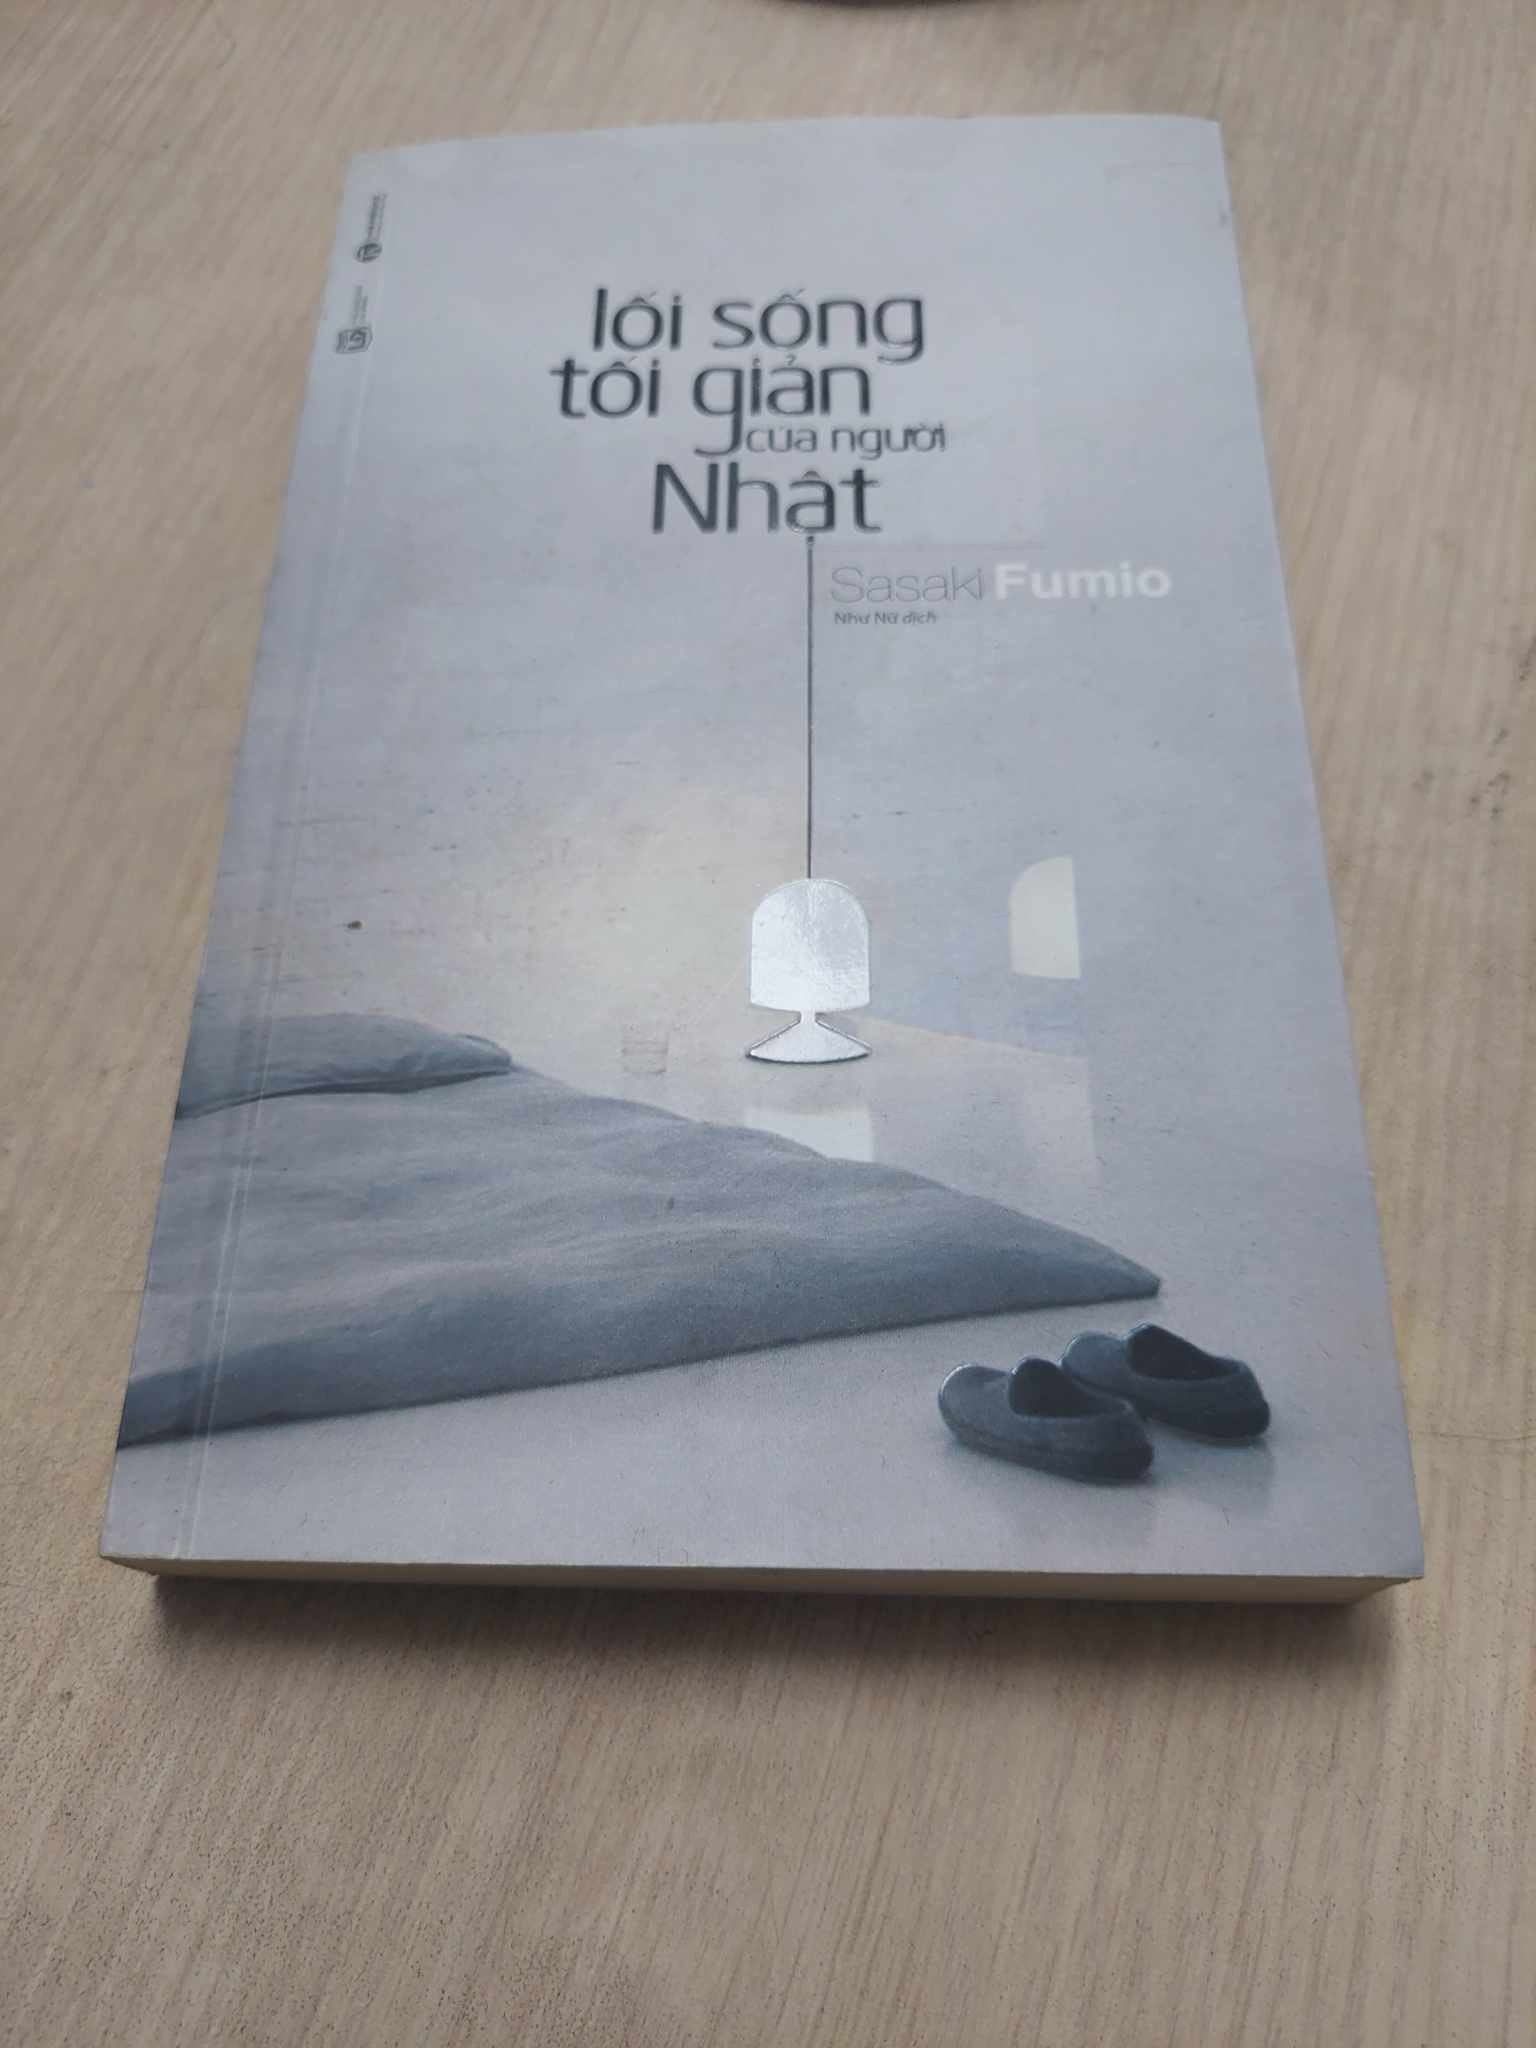 lối sống
tối giản
của người
Nhật
Sasaki Fumio
Như Nữ dịch